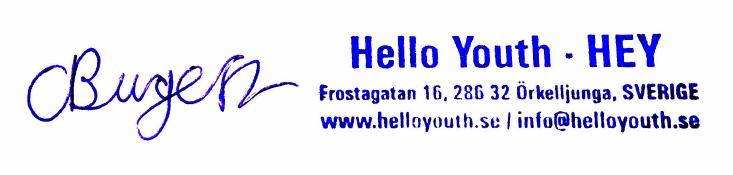 Hello Youth - HEY
Frostagatan 16, 286 32 Örkelljunga, SVERIGE
www.helloyouth.se / info@helloyouth.se